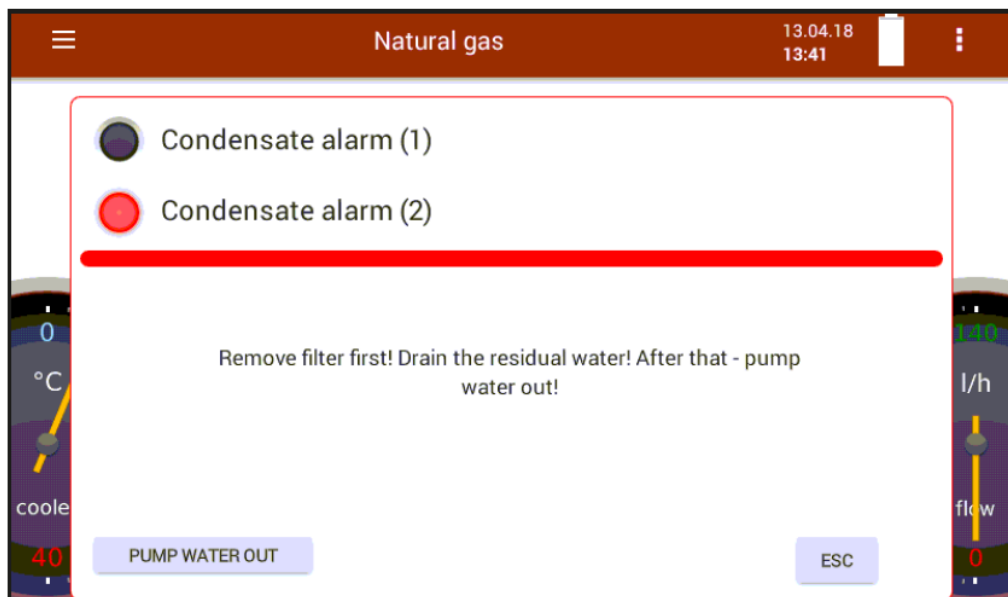 Natural gas
13.04.18
13:41
Condensate alarm (1)
Condensate alarm (2)
0
140
Remove filter first! Drain the residual water! After that - pump
water out!
°C
l/h
coole
flow
40
0
PUMP WATER OUT
ESC